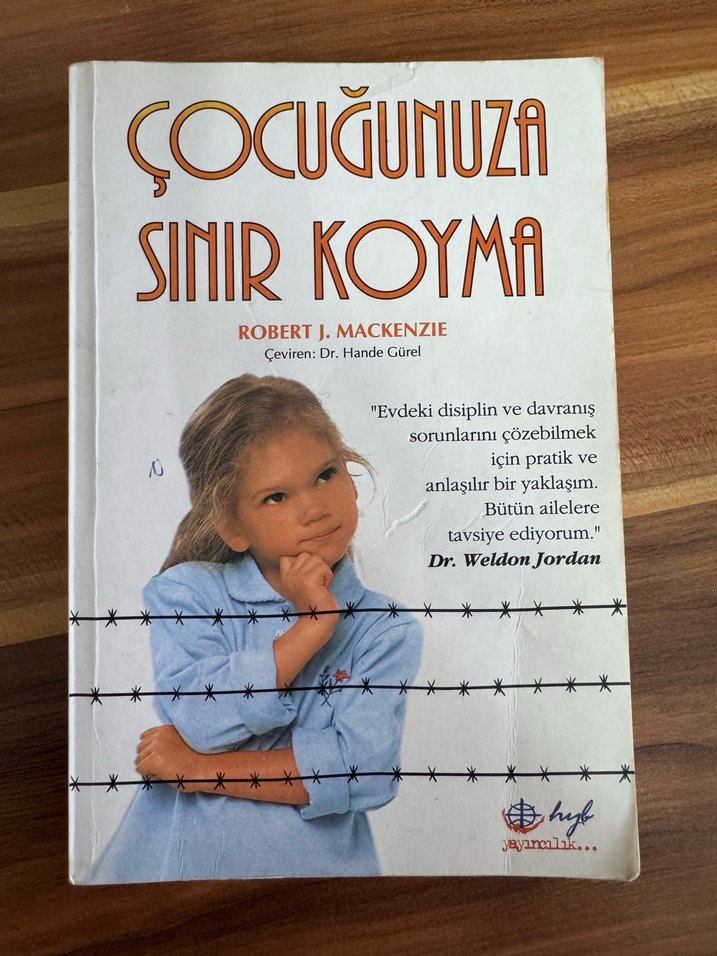 ÇOCUĞUNUZA
SINIR KOYMA
ROBERT J. MACKENZIE
Çeviren: Dr. Hande Gürel
"Evdeki disiplin ve davranış
sorunlarını çözebilmek
için pratik ve
anlaşılır bir yaklaşım.
Bütün ailelere
tavsiye ediyorum."
Dr. Weldon Jordan
hyb
yayıncılık...